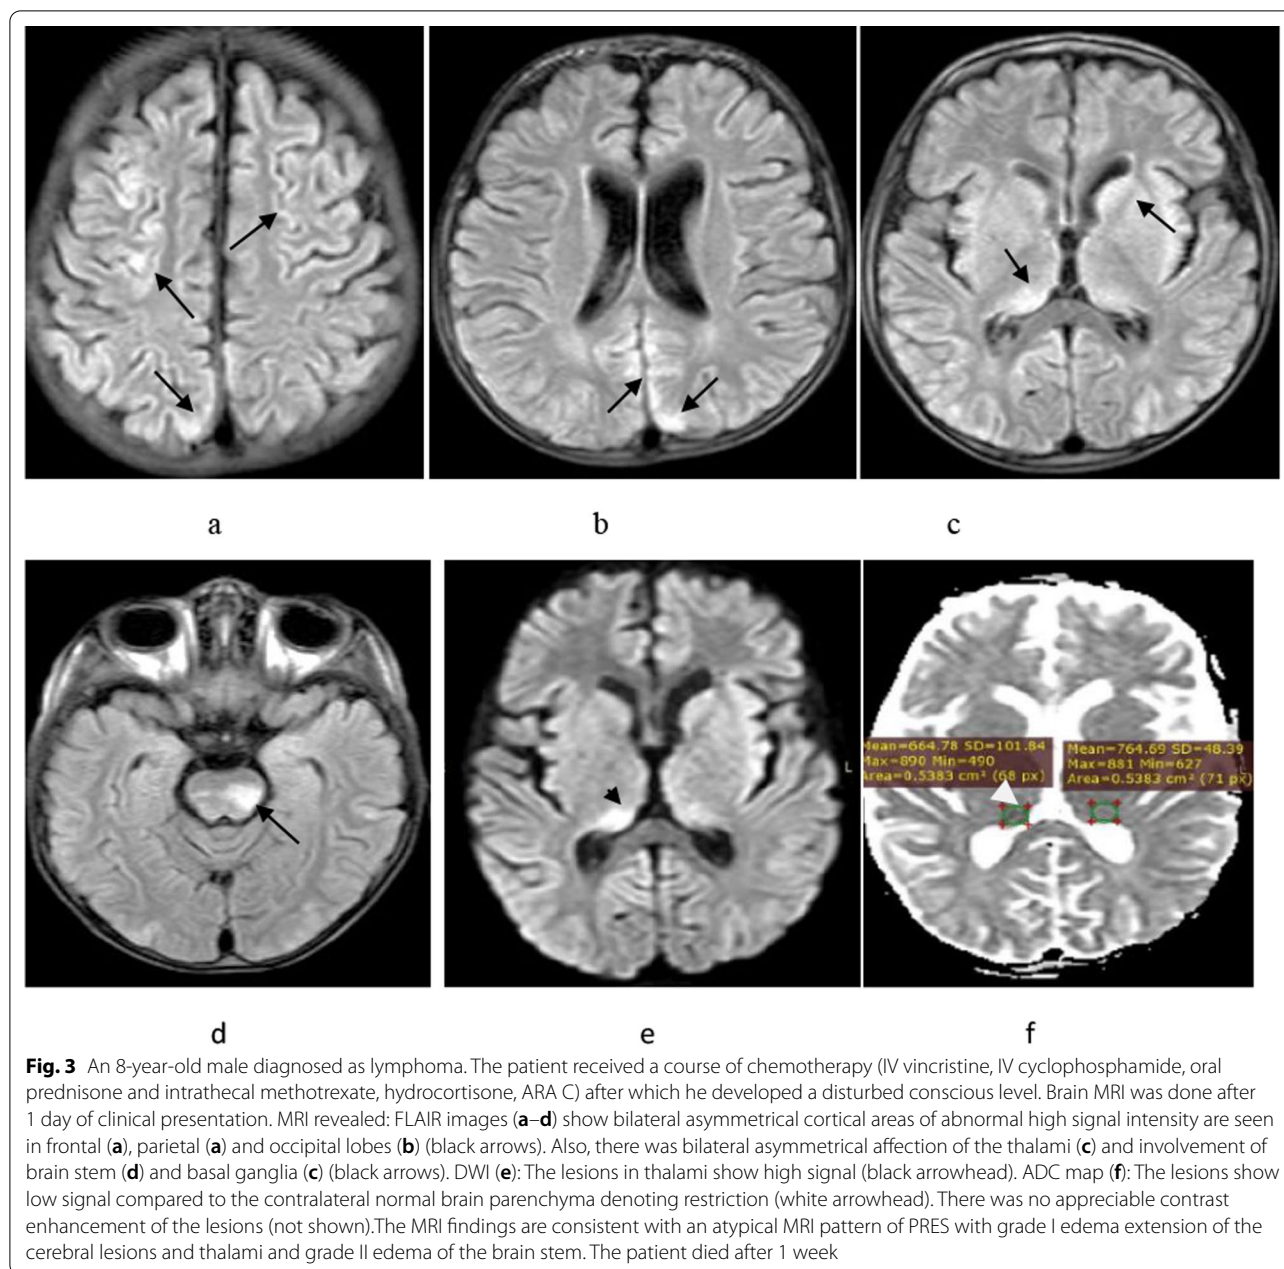 a
b
c
L
Mean=664.78 SD=101.84
Max=890 Min=490
Area=0.5383 cm² (68 px)
Mean=764.69 SD=48.39
Max=881 Min=627
Area=0.5383 cm² (71 px)
d
e
f
Fig. 3 An 8-year-old male diagnosed as lymphoma. The patient received a course of chemotherapy (IV vincristine, IV cyclophosphamide, oral
prednisone and intrathecal methotrexate, hydrocortisone, ARA C) after which he developed a disturbed conscious level. Brain MRI was done after
1 day of clinical presentation. MRI revealed: FLAIR images (a–d) show bilateral asymmetrical cortical areas of abnormal high signal intensity are seen
in frontal (a), parietal (a) and occipital lobes (b) (black arrows). Also, there was bilateral asymmetrical affection of the thalami (c) and involvement of
brain stem (d) and basal ganglia (c) (black arrows). DWI (e): The lesions in thalami show high signal (black arrowhead). ADC map (f): The lesions show
low signal compared to the contralateral normal brain parenchyma denoting restriction (white arrowhead). There was no appreciable contrast
enhancement of the lesions (not shown).The MRI findings are consistent with an atypical MRI pattern of PRES with grade I edema extension of the
cerebral lesions and thalami and grade II edema of the brain stem. The patient died after 1 week